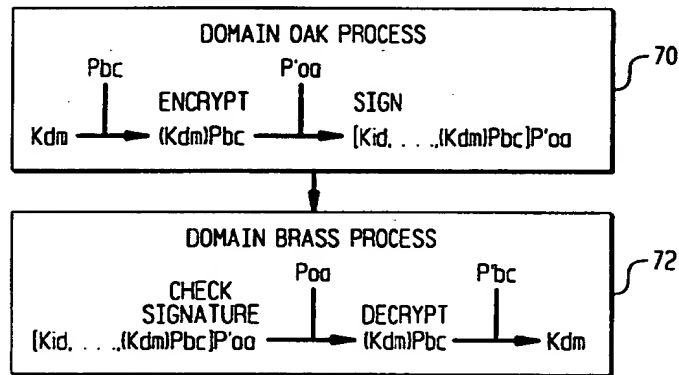 DOMAIN OAK PROCESS
70
Pbc
P'oa
ENCRYPT
SIGN
Kdm
(Kdm)Pbc
[Kid, . . .,(Kdm)Pbc]P'oa
DOMAIN BRASS PROCESS
72
Poa
P'bc
CHECK
SIGNATURE
DECRYPT
[Kid, . . .,(Kdm)Pbc]P'oa
(Kdm)Pbc
Kdm